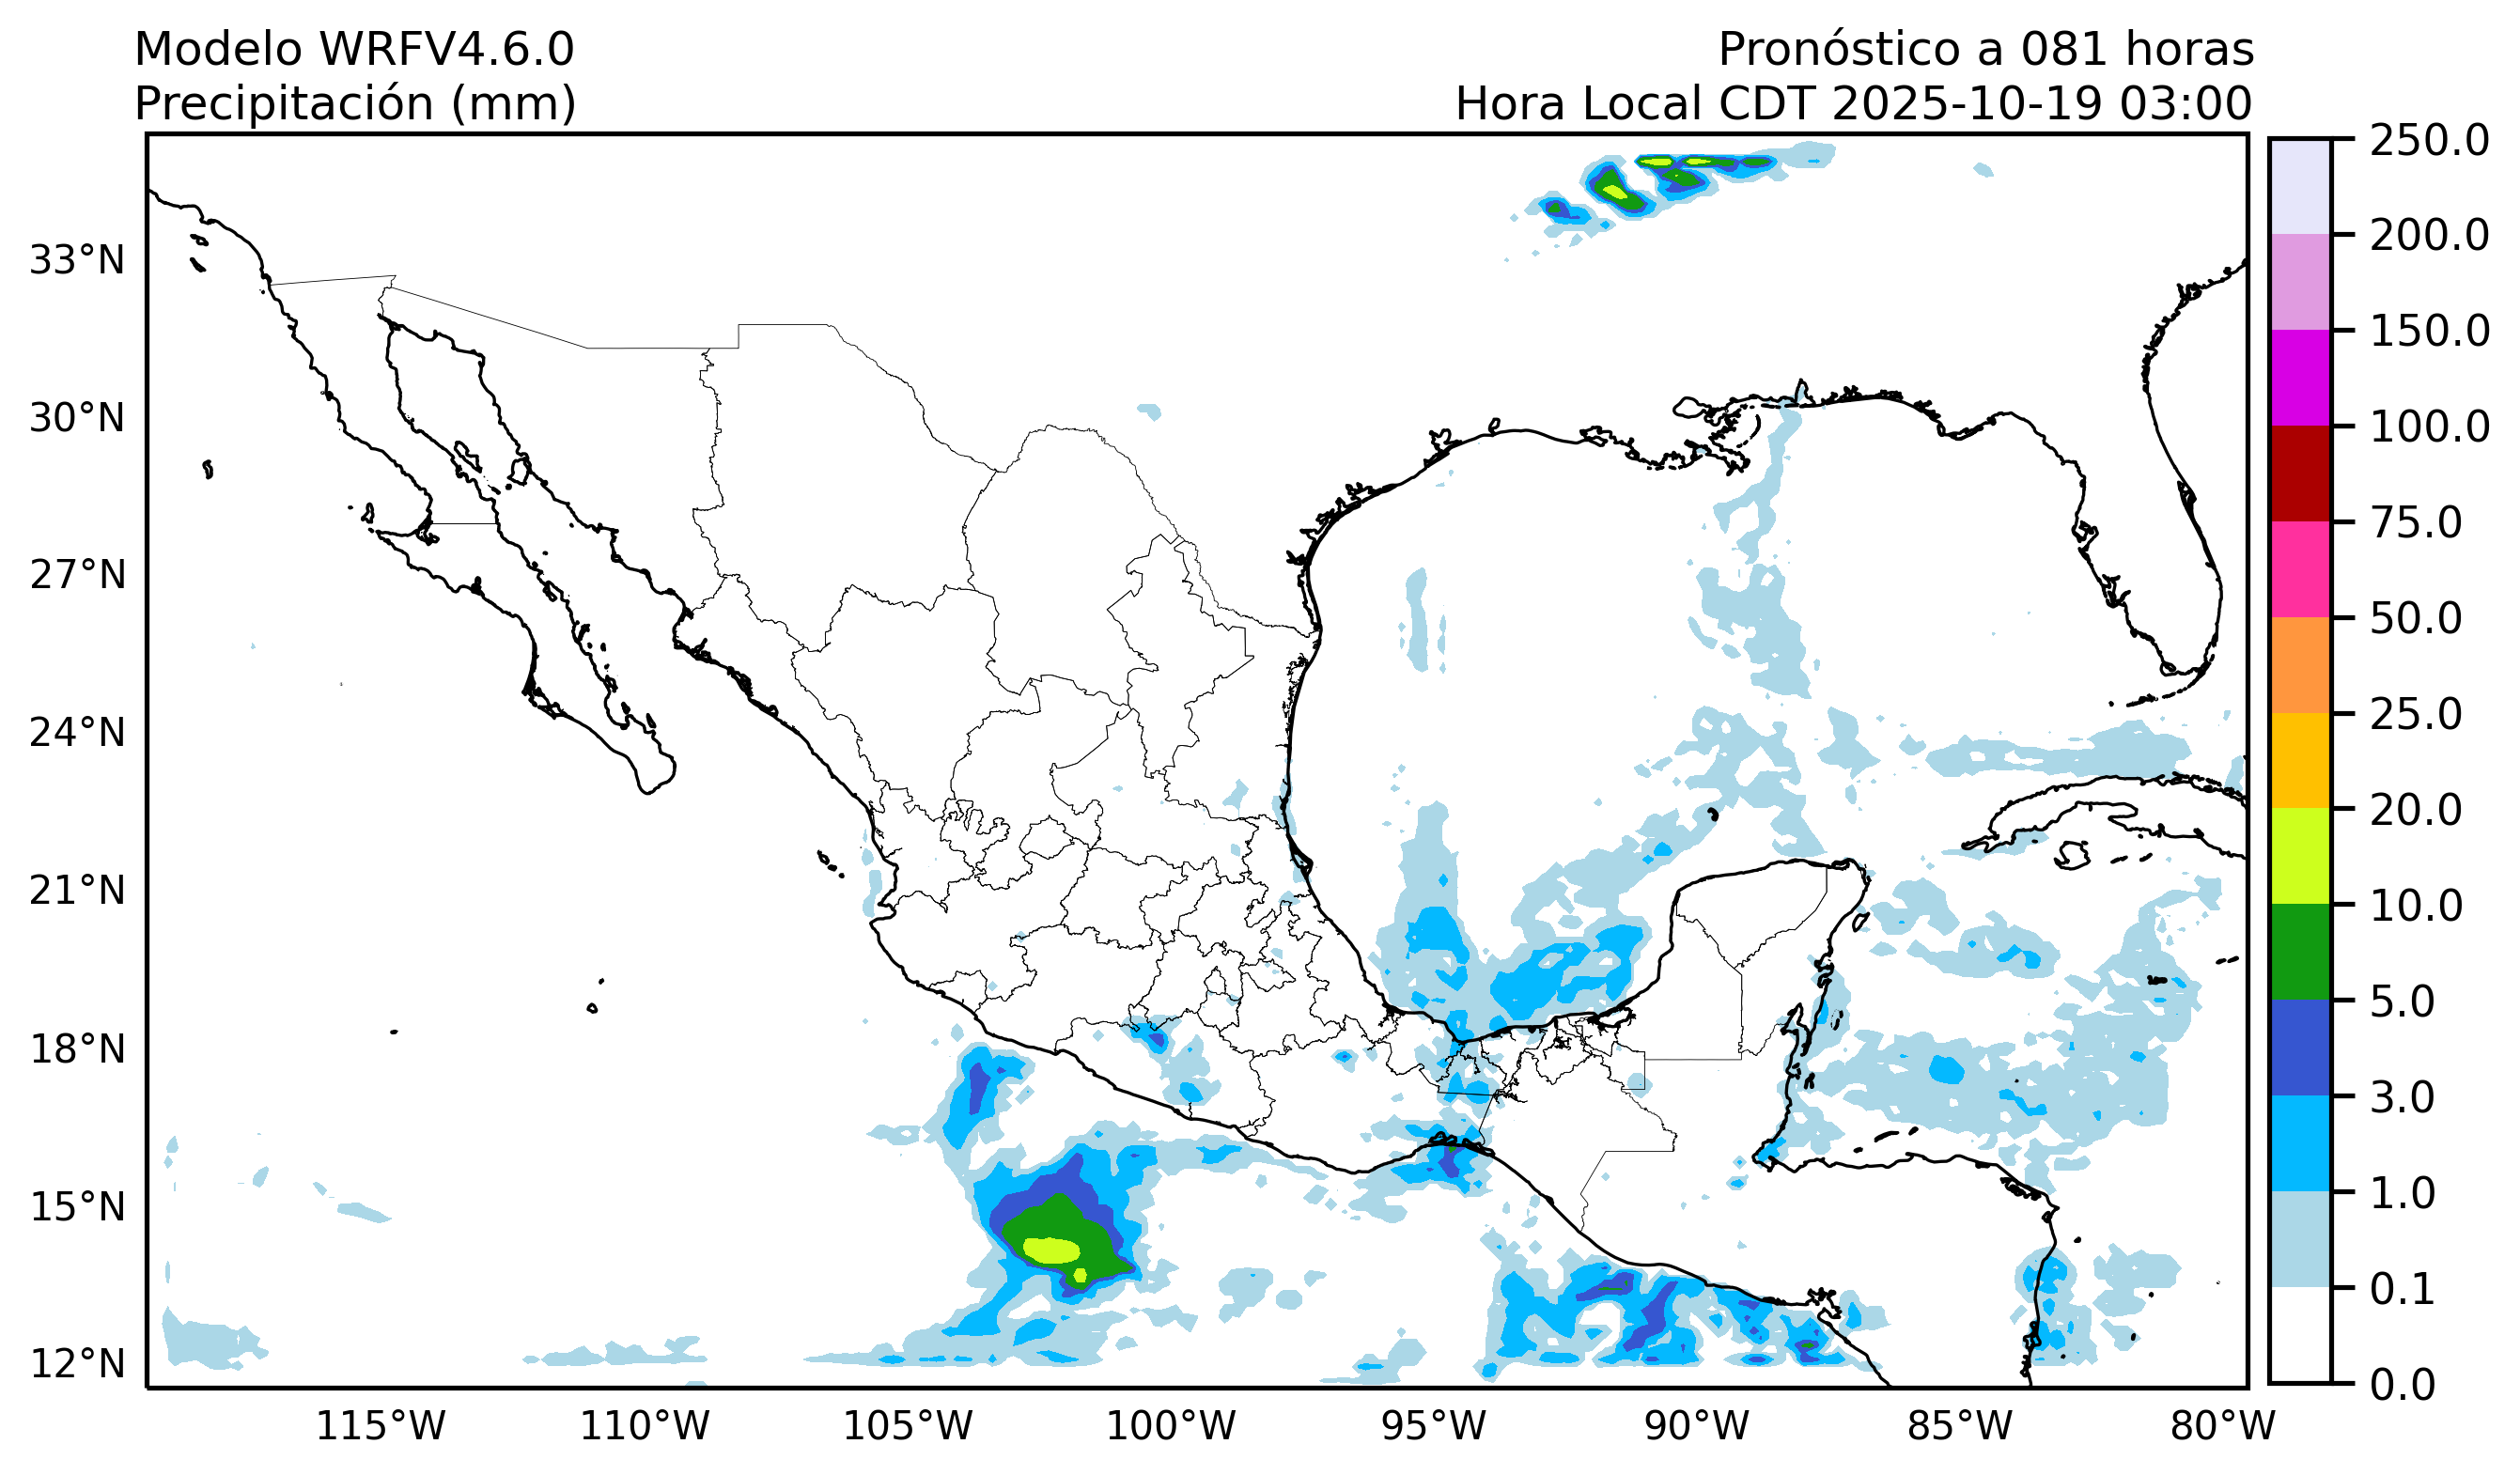 Modelo WRFV4.6.0
Precipitación (mm)
Pronóstico a 081 horas
Hora Local CDT 2025-10-19 03:00
33°N
30°N
27°N
24°N
21°N
18°N
15°N
12°N
115°W
110°W
105°W
100°W
95°W
90°W
85°W
80°W
250.0
200.0
150.0
100.0
75.0
50.0
25.0
20.0
10.0
5.0
3.0
1.0
0.1
0.0